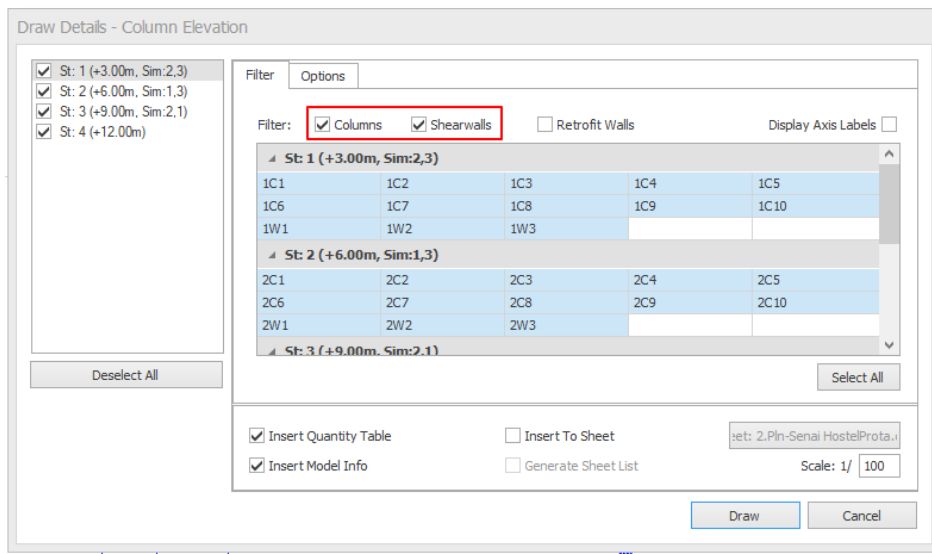 Draw Details - Column Elevation
St: 1 (+3.00m, Sim:2,3)
St: 2 (+6.00m, Sim:1,3)
St: 3 (+9.00m, Sim:2,1)
St: 4 (+12.00m)
Deselect All
Filter Options
Filter: Columns Shearwalls Retrofit Walls Display Axis Labels
St: 1 (+3.00m, Sim:2,3)
1C1 1C2 1C3 1C4 1C5
1C6 1C7 1C8 1C9 1C10
1W1 1W2 1W3
St: 2 (+6.00m, Sim:1,3)
2C1 2C2 2C3 2C4 2C5
2C6 2C7 2C8 2C9 2C10
2W1 2W2 2W3
St: 3 (+9.00m, Sim:2,1)
Select All
Insert Quantity Table Insert To Sheet eet: 2.Pln-Senai HostelProta.
Insert Model Info Generate Sheet List Scale: 1/ 100
Draw Cancel